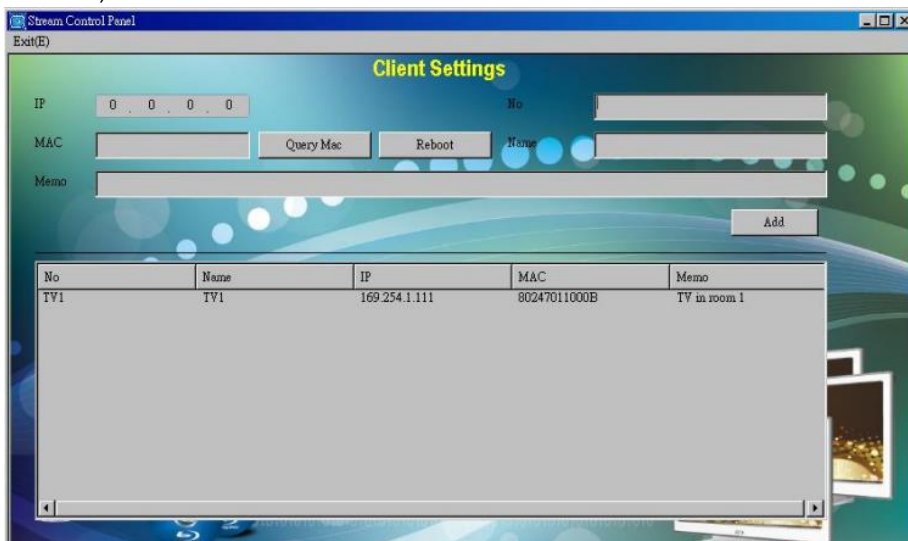 Stream Control Panel
Exit(E)
Client Settings
IP 0 . 0 . 0 . 0 No
MAC Query Mac Reboot Name
Memo
Add
No Name IP MAC Memo
TV1 TV1 169.254.1.111 80247011000B TV in room 1